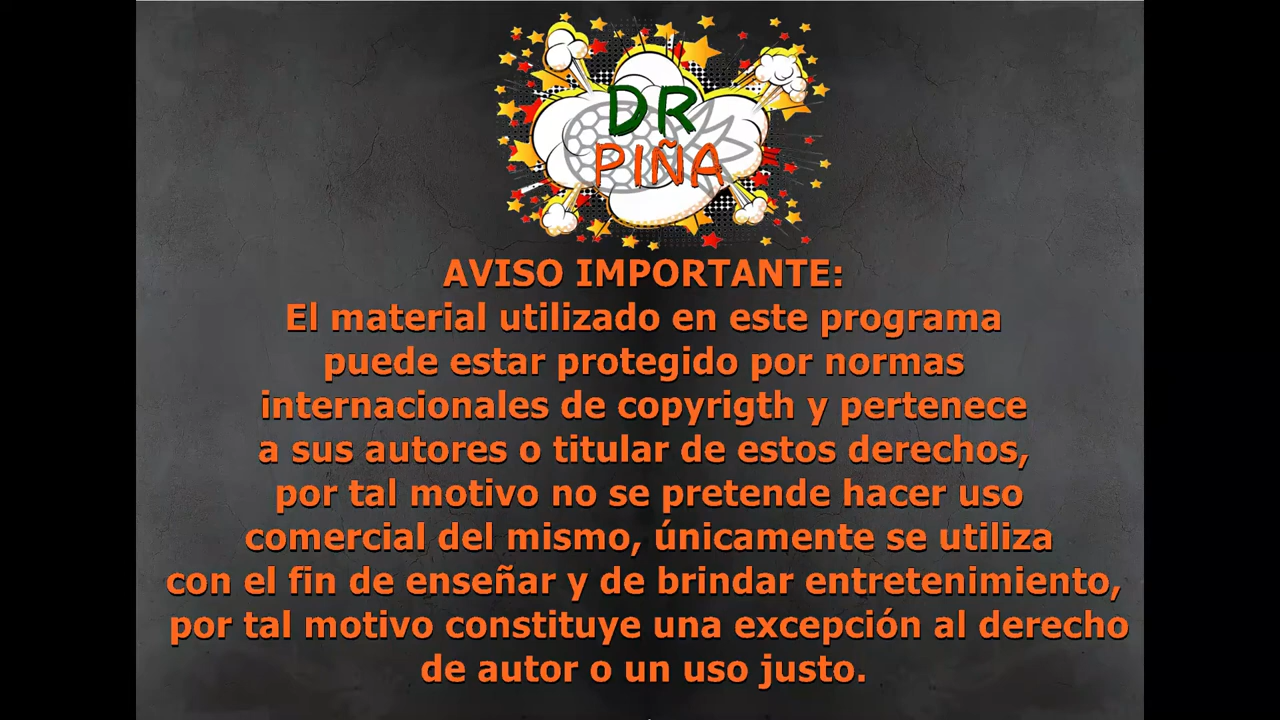 DR
PIÑA
AVISO IMPORTANTE:
El material utilizado en este programa
puede estar protegido por normas
internacionales de copyrigth y pertenece
a sus autores o titular de estos derechos,
por tal motivo no se pretende hacer uso
comercial del mismo, únicamente se utiliza
con el fin de enseñar y de brindar entretenimiento,
por tal motivo constituye una excepción al derecho
de autor o un uso justo.